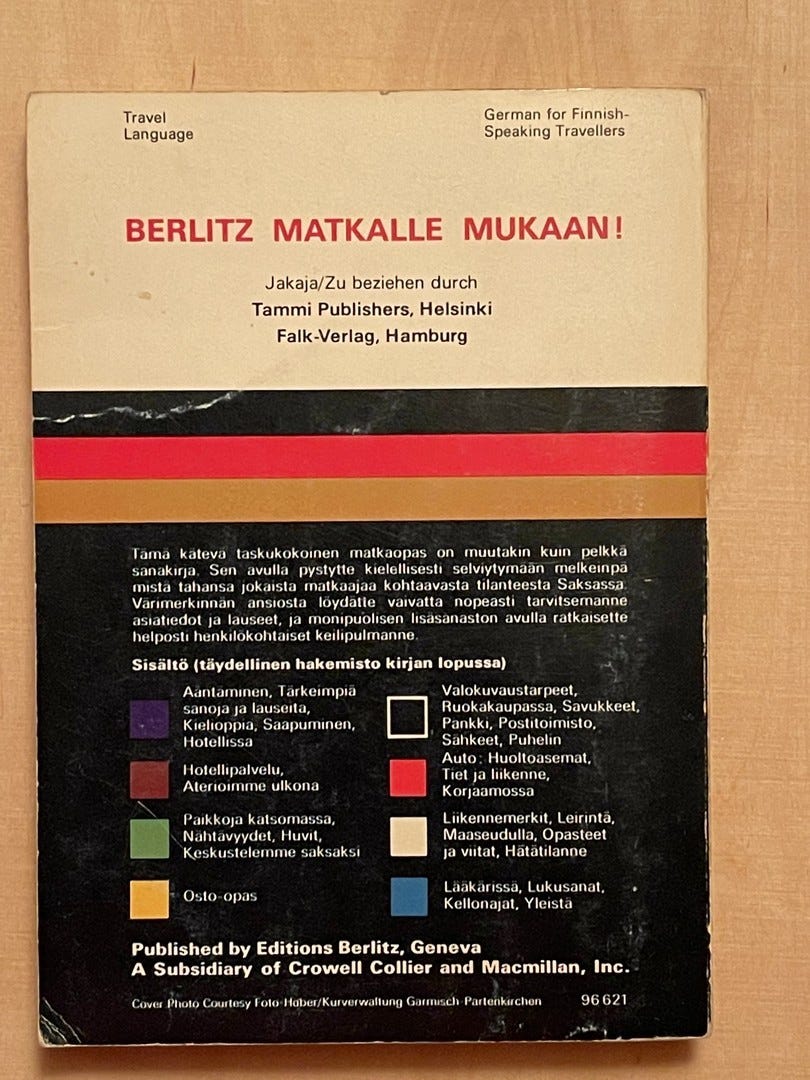 Travel
Language
German for Finnish-
Speaking Travellers
BERLITZ MATKALLE MUKAAN!
Jakaja/Zu beziehen durch
Tammi Publishers, Helsinki
Falk-Verlag, Hamburg
Tämä kätevä taskukokoinen matkaopas on muutakin kuin pelkkä
sanakirja. Sen avulla pystytte kielellisesti selviytymään melkeinpä
mistä tahansa jokaista matkaajaa kohtaavasta tilanteesta Saksassa.
Värimerkinnän ansiosta löydätte vaivatta nopeasti tarvitsemanne
asiatiedot ja lauseet, ja monipuolisen lisäsanaston avulla ratkaisette
helposti henkilökohtaiset keilipulmanne.
Sisältö (täydellinen hakemisto kirjan lopussa)
Ääntäminen, Tärkeimpiä
sanoja ja lauseita,
Kielioppia, Saapuminen,
Hotellissa
Hotellipalvelu,
Aterioimme ulkona
Paikkoja katsomassa,
Nähtävyydet, Huvit,
Keskustelemme saksaksi
Osto-opas
Valokuvaustarpeet,
Ruokakaupassa, Savukkeet,
Pankki, Postitoimisto,
Sähkeet, Puhelin
Auto: Huoltoasemat,
Tiet ja liikenne,
Korjaamossa
Liikennemerkit, Leirintä,
Maaseudulla, Opasteet
ja viitat, Hätätilanne
Lääkärissä, Lukusanat,
Kellonajat, Yleistä
Published by Editions Berlitz, Geneva
A Subsidiary of Crowell Collier and Macmillan, Inc.
Cover Photo Courtesy Foto-Häber/Kurverwaltung Garmisch-Partenkirchen 96 621